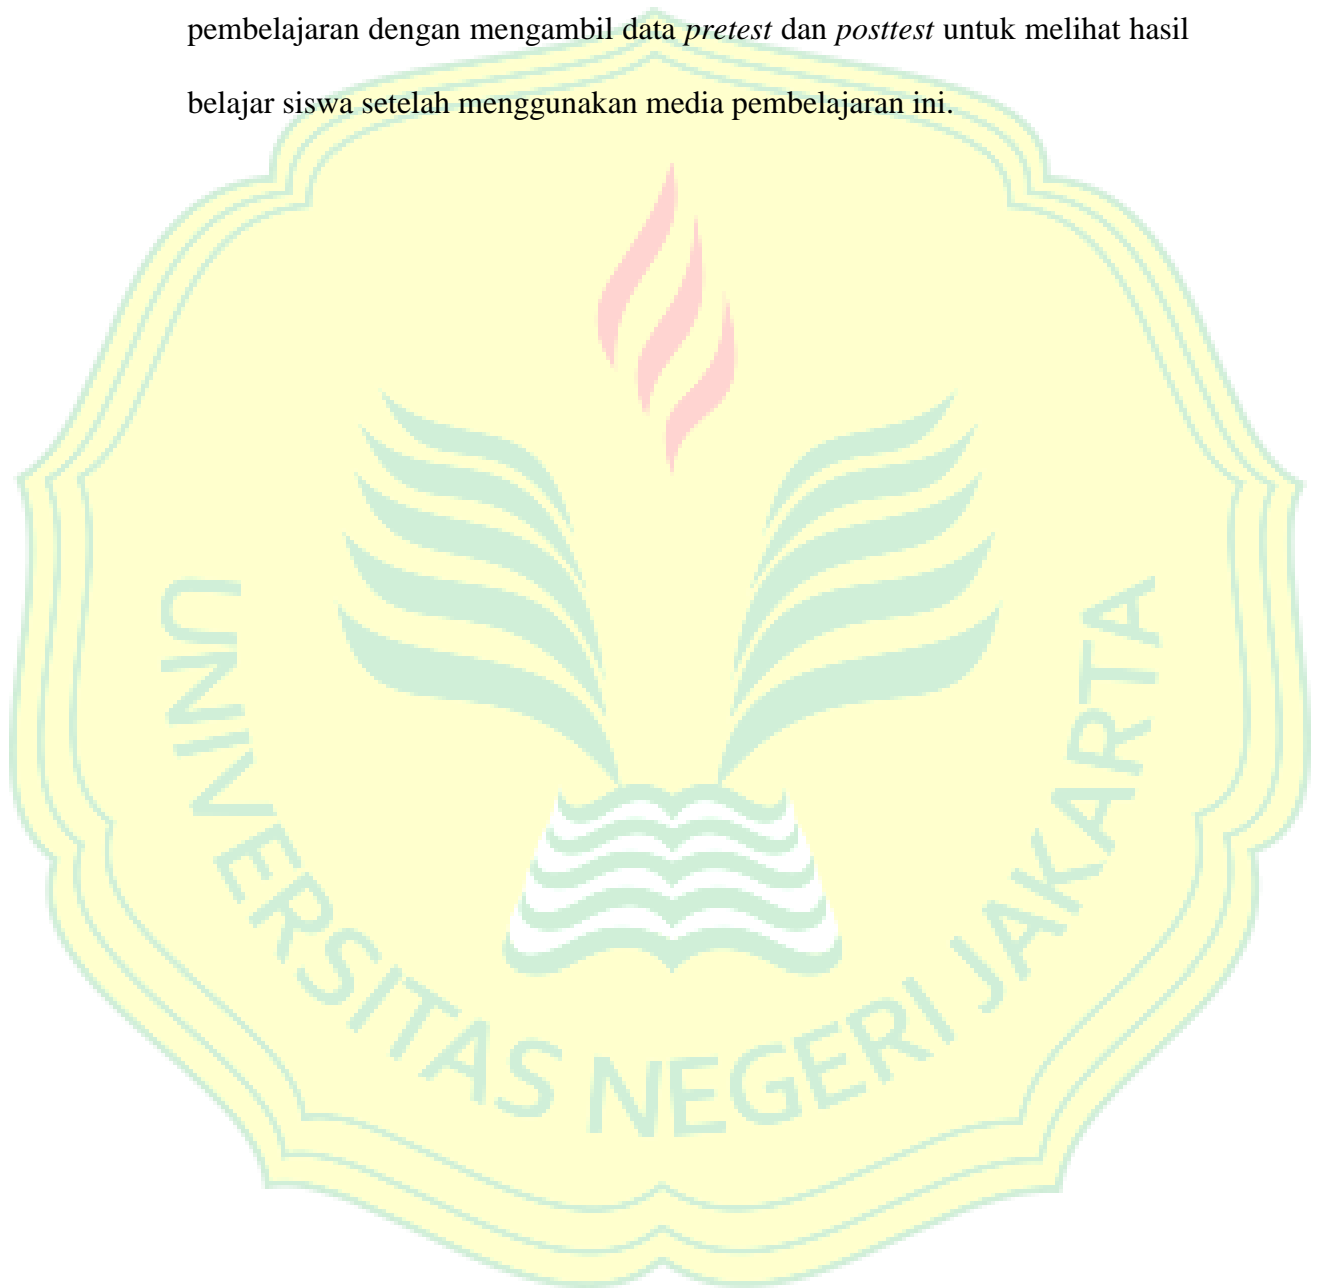 pembelajaran dengan mengambil data pretest dan posttest untuk melihat hasil
belajar siswa setelah menggunakan media pembelajaran ini.
UNIVERSITAS NEGERI JAKARTA